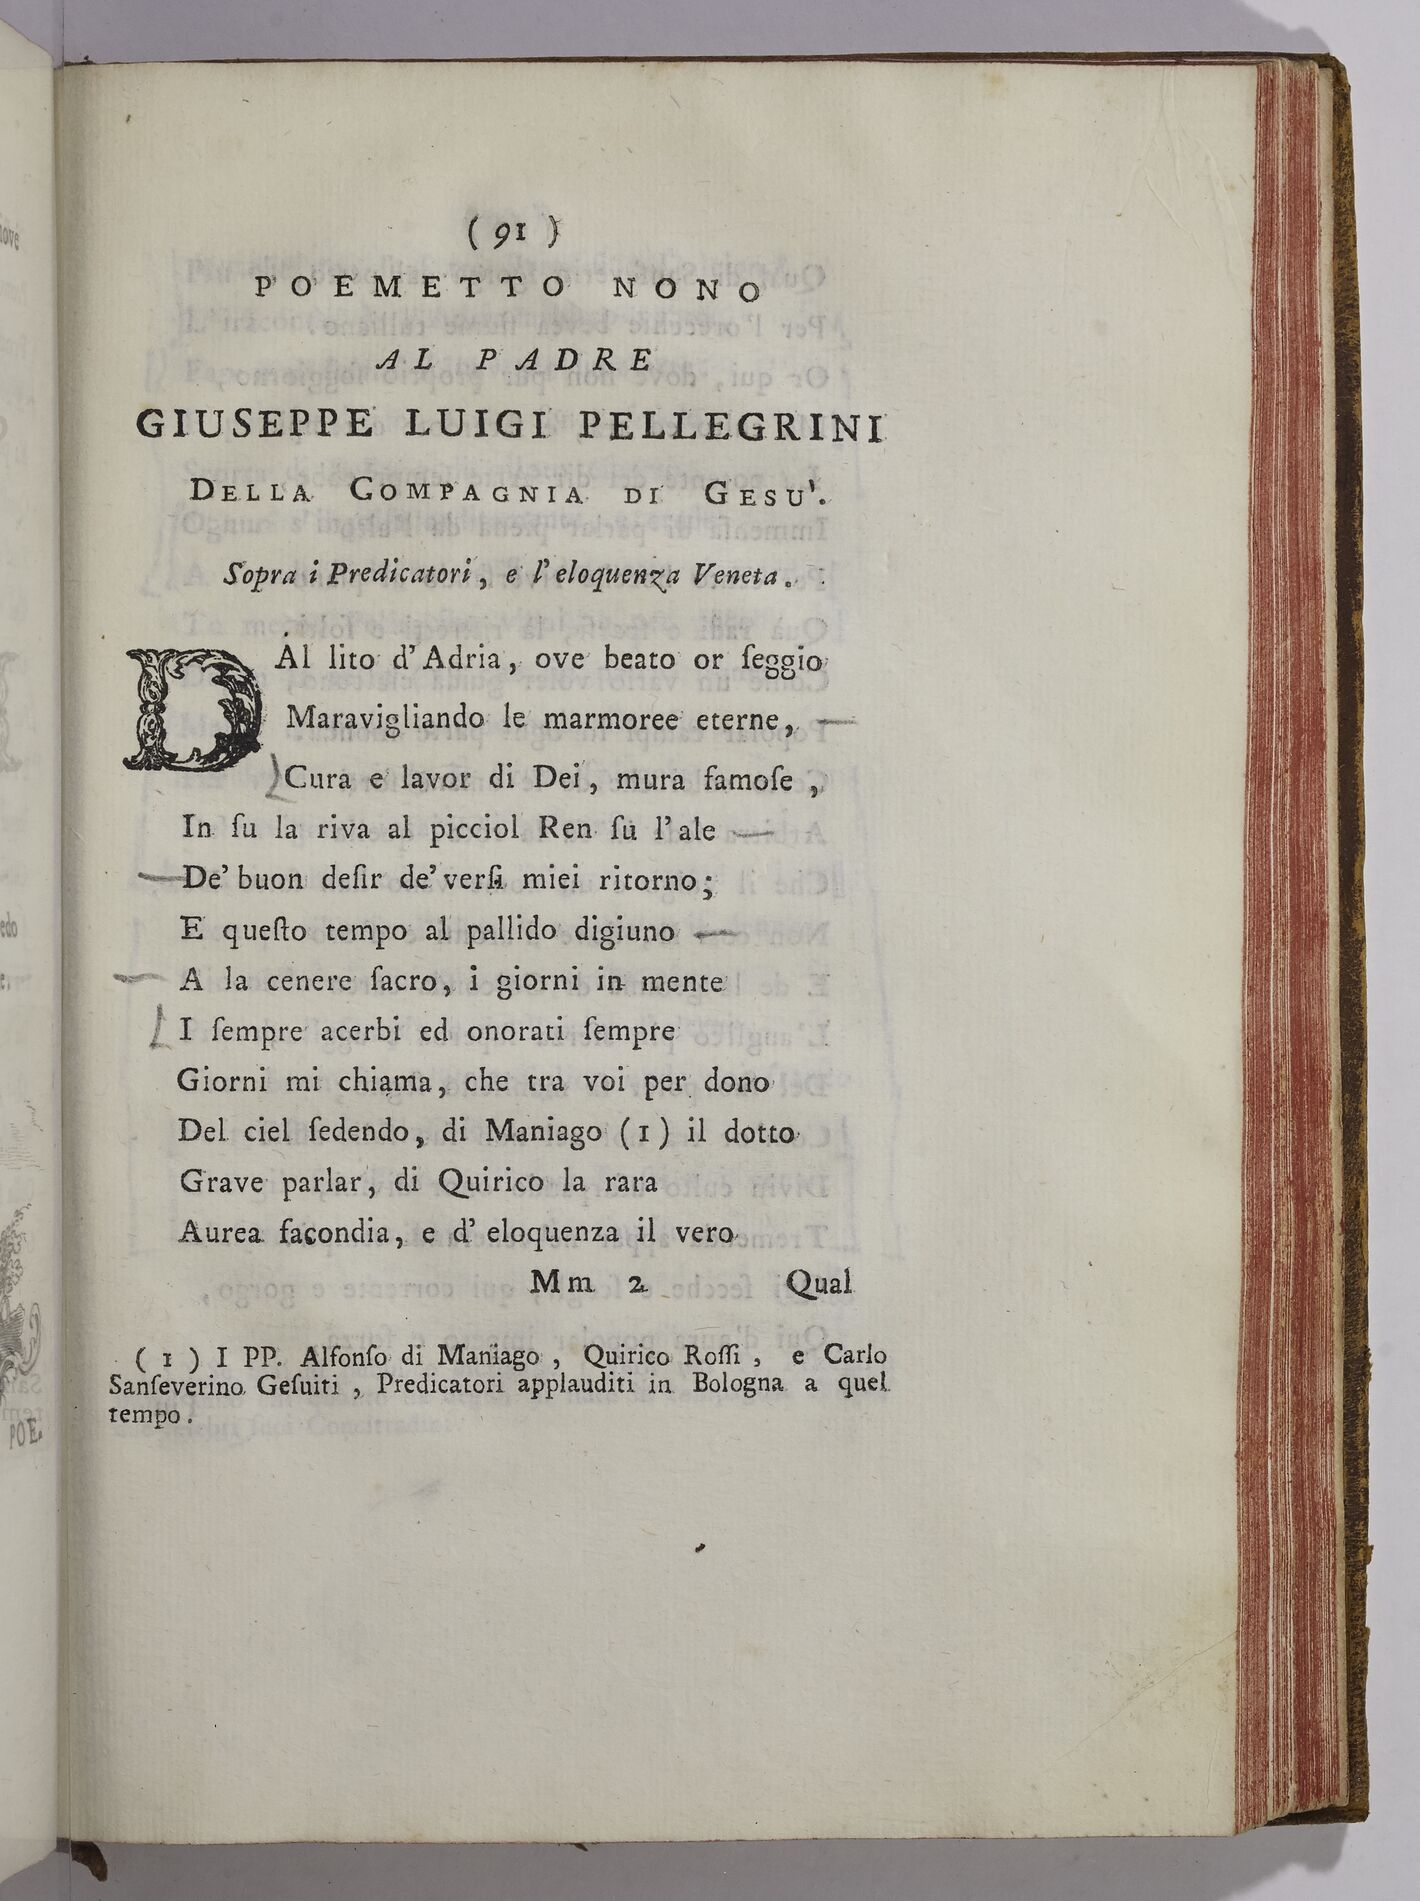 ( 91 )
POEMETTO NONO
AL PADRE
GIUSEPPE LUIGI PELLEGRINI
DELLA COMPAGNIA DI GESU'.
Sopra i Predicatori, e l'eloquenza Veneta.
DAl lito d'Adria, ove beato or ſeggio
Maravigliando le marmoree eterne,
Cura e lavor di Dei, mura famoſe,
In ſu la riva al picciol Ren ſu l'ale
De' buon deſir de' verſi miei ritorno;
E queſto tempo al pallido digiuno
A la cenere ſacro, i giorni in mente
I ſempre acerbi ed onorati ſempre
Giorni mi chiama, che tra voi per dono
Del ciel ſedendo, di Maniago (1) il dotto
Grave parlar, di Quirico la rara
Aurea facondia, e d' eloquenza il vero
Mm 2 Qual
(1) I PP. Alfonſo di Maniago, Quirico Roſſi, e Carlo
Sanſeverino Geſuiti, Predicatori applauditi in Bologna a quel
tempo.
POE.